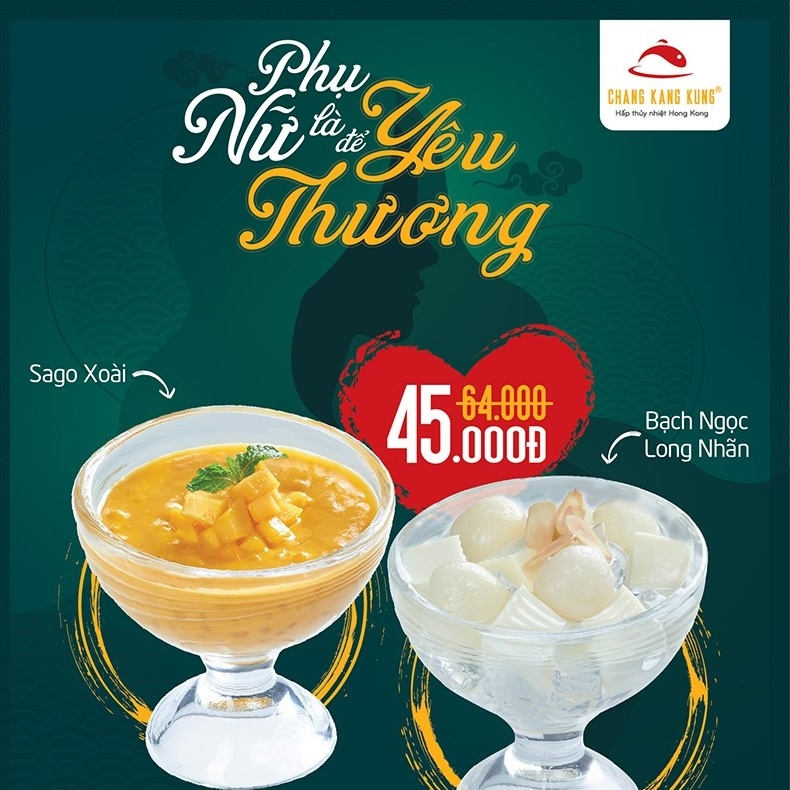 Phụ
Nữ là để Yêu
Thương
CHANG KANG KUNG®
Hấp thủy nhiệt Hong Kong
Sago Xoài
64.000
45.000Đ
Bạch Ngọc
Long Nhãn